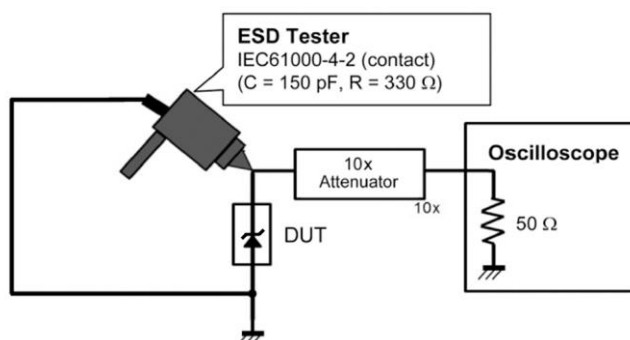 ESD Tester
IEC61000-4-2 (contact)
(C = 150 pF, R = 330 Ω)
Oscilloscope
10x
Attenuator
10x
50 Ω
DUT